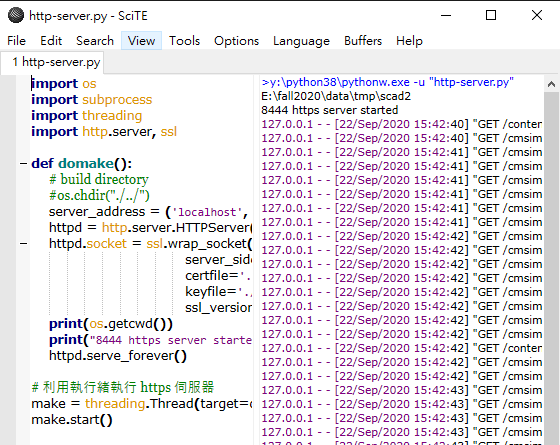 http-server.py - SciTE
File Edit Search View Tools Options Language Buffers Help
1 http-server.py
import os
import subprocess
import threading
import http.server, ssl
def domake():
# build directory
#os.chdir("./../")
server_address = ('localhost',
httpd = http.server.HTTPServer(
httpd.socket = ssl.wrap_socket(
server_side
certfile='.
keyfile='.
ssl_version
print(os.getcwd())
print("8444 https server starte
httpd.serve_forever()
# 利用執行緒執行 https 伺服器
make = threading.Thread(target=
make.start()
>y:\python38\pythonw.exe -u "http-server.py"
E:\fall2020\data\tmp\scad2
8444 https server started
127.0.0.1 - - [22/Sep/2020 15:42:40] "GET /conter
127.0.0.1 - - [22/Sep/2020 15:42:40] "GET /cmsim
127.0.0.1 - - [22/Sep/2020 15:42:41] "GET /cmsim
127.0.0.1 - - [22/Sep/2020 15:42:41] "GET /cmsim
127.0.0.1 - - [22/Sep/2020 15:42:41] "GET /cmsim
127.0.0.1 - - [22/Sep/2020 15:42:41] "GET /cmsim
127.0.0.1 - - [22/Sep/2020 15:42:41] "GET /cmsim
127.0.0.1 - - [22/Sep/2020 15:42:42] "GET /cmsim
127.0.0.1 - - [22/Sep/2020 15:42:42] "GET /cmsim
127.0.0.1 - - [22/Sep/2020 15:42:42] "GET /cmsim
127.0.0.1 - - [22/Sep/2020 15:42:42] "GET /cmsim
127.0.0.1 - - [22/Sep/2020 15:42:42] "GET /cmsim
127.0.0.1 - - [22/Sep/2020 15:42:42] "GET /cmsim
127.0.0.1 - - [22/Sep/2020 15:42:42] "GET /cmsim
127.0.0.1 - - [22/Sep/2020 15:42:42] "GET /cmsim
127.0.0.1 - - [22/Sep/2020 15:42:42] "GET /cmsim
127.0.0.1 - - [22/Sep/2020 15:42:42] "GET /conter
127.0.0.1 - - [22/Sep/2020 15:42:42] "GET /cmsim
127.0.0.1 - - [22/Sep/2020 15:42:43] "GET /cmsim
127.0.0.1 - - [22/Sep/2020 15:42:43] "GET /cmsim
127.0.0.1 - - [22/Sep/2020 15:42:43] "GET /cmsim
127.0.0.1 - - [22/Sep/2020 15:42:43] "GET /cmsim
127.0.0.1 - - [22/Sep/2020 15:42:43] "GET /cmsim